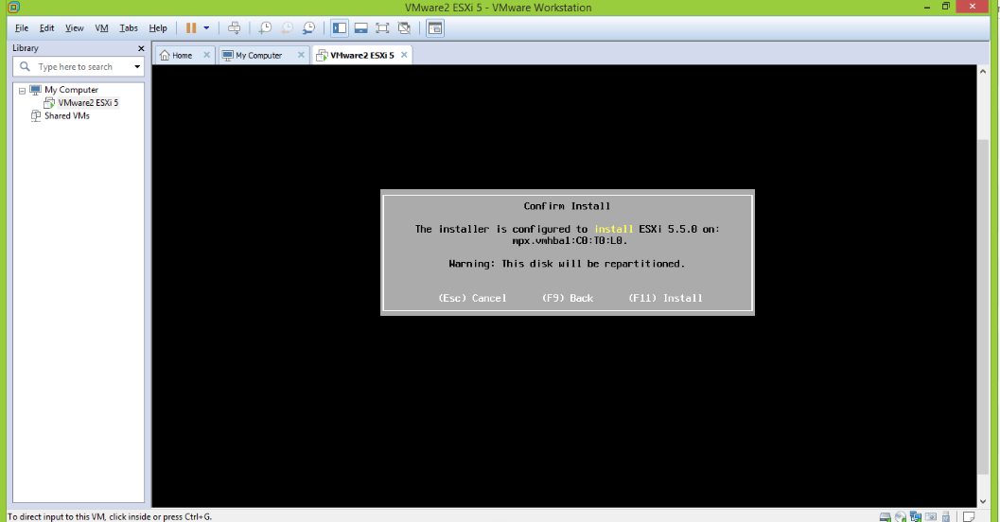 VMware2 ESXi 5 - VMware Workstation
File Edit View VM Tabs Help
Library
Home
My Computer
VMware2 ESXi 5
Type here to search
My Computer
VMware2 ESXi 5
Shared VMs
Confirm Install
The installer is configured to install ESXi 5.5.0 on:
mpx.vmhba1:C0:T0:L0.
Warning: This disk will be repartitioned.
(Esc) Cancel (F9) Back (F11) Install
To direct input to this VM, click inside or press Ctrl+G.